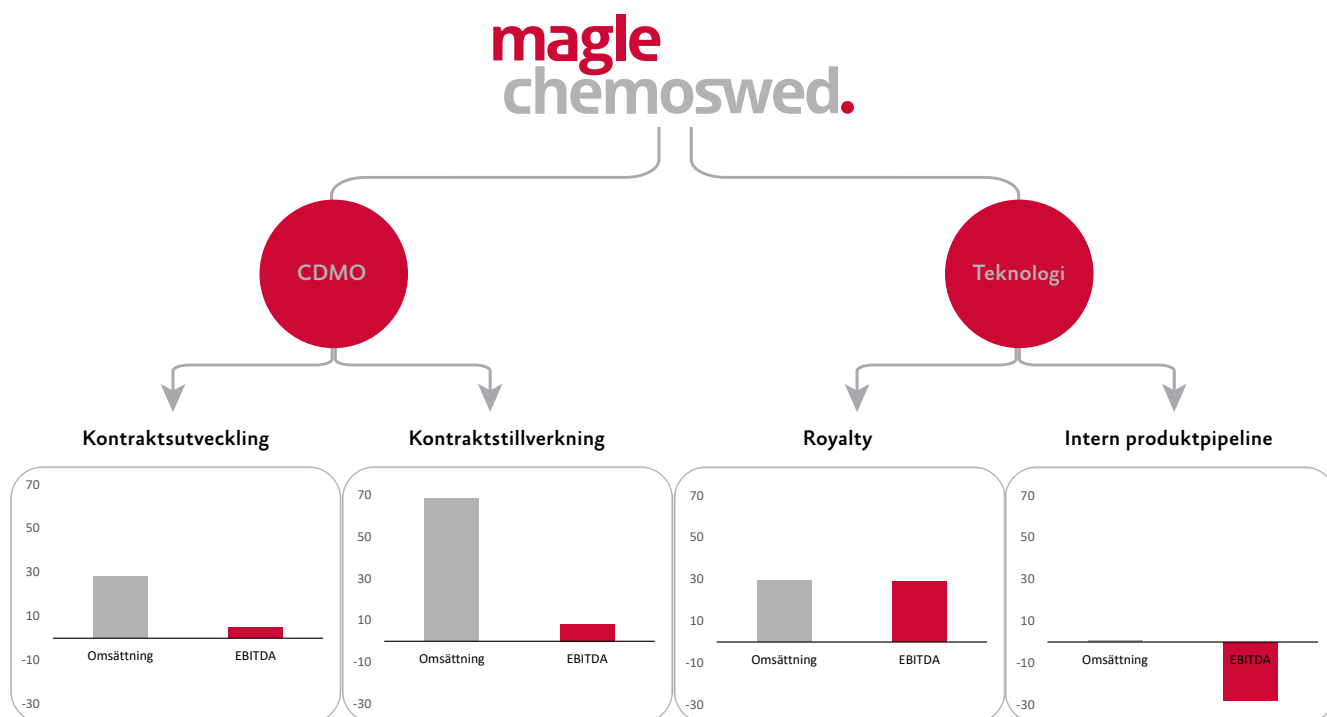 magle
chemoswed.
CDMO
Teknologi
Kontraktsutveckling
Kontraktstillverkning
Royalty
Intern produktpipeline
70
50
30
10
-10
-30
Omsättning
EBITDA
70
50
30
10
-10
-30
Omsättning
EBITDA
70
50
30
10
-10
-30
Omsättning
EBITDA
70
50
30
10
-10
-30
Omsättning
EBITDA